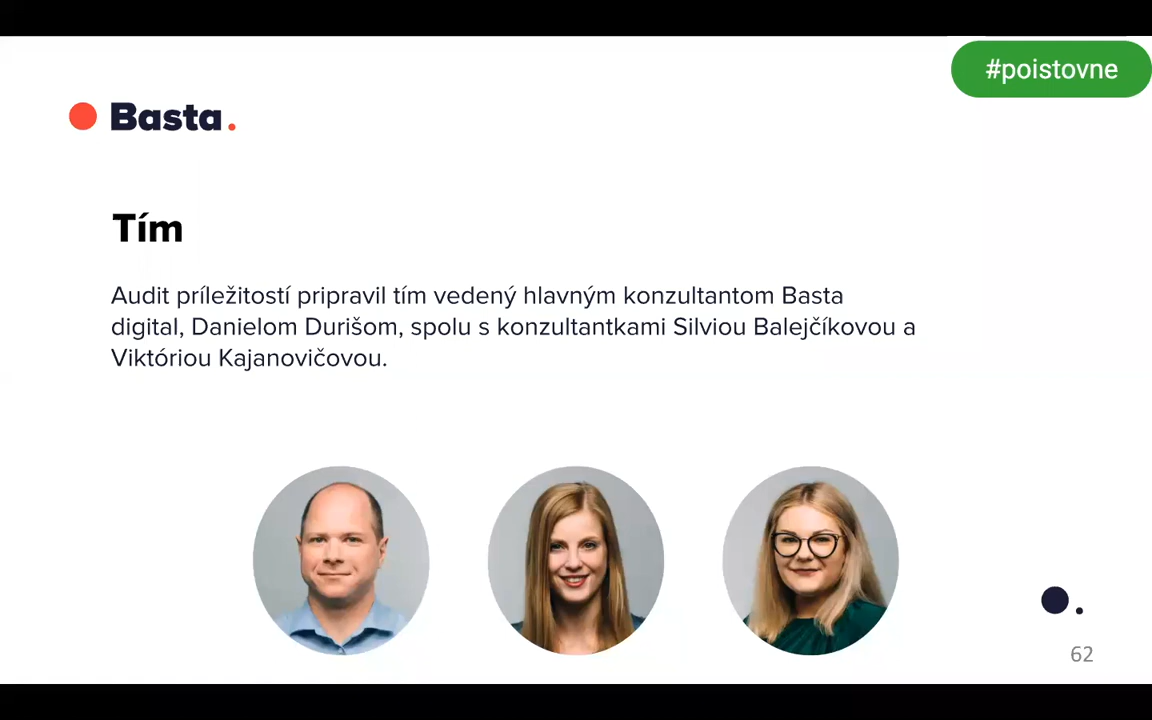 #poistovne
Basta.
Tím
Audit príležitostí pripravil tím vedený hlavným konzultantom Basta
digital, Danielom Durišom, spolu s konzultantkami Silviou Balejčíkovou a
Viktóriou Kajanovičovou.
62